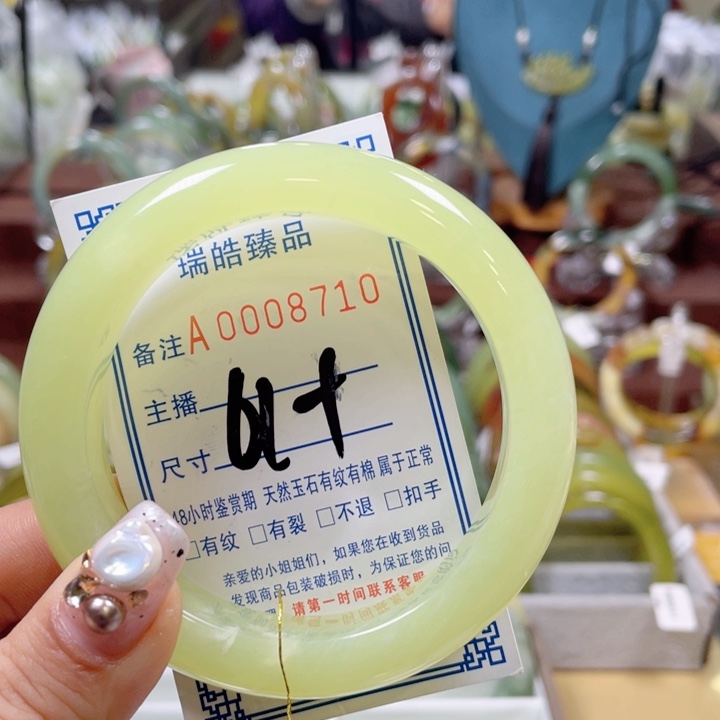 瑞皓臻品
备注A0008710
主播
尺寸
48小时鉴赏期 天然玉石有纹有棉属于正常
□有纹 □有裂 □不退 □扣手
亲爱的小姐姐们，如果您在收到货品
发现商品包装破损时，为保证您的问
请第一时间联系客服